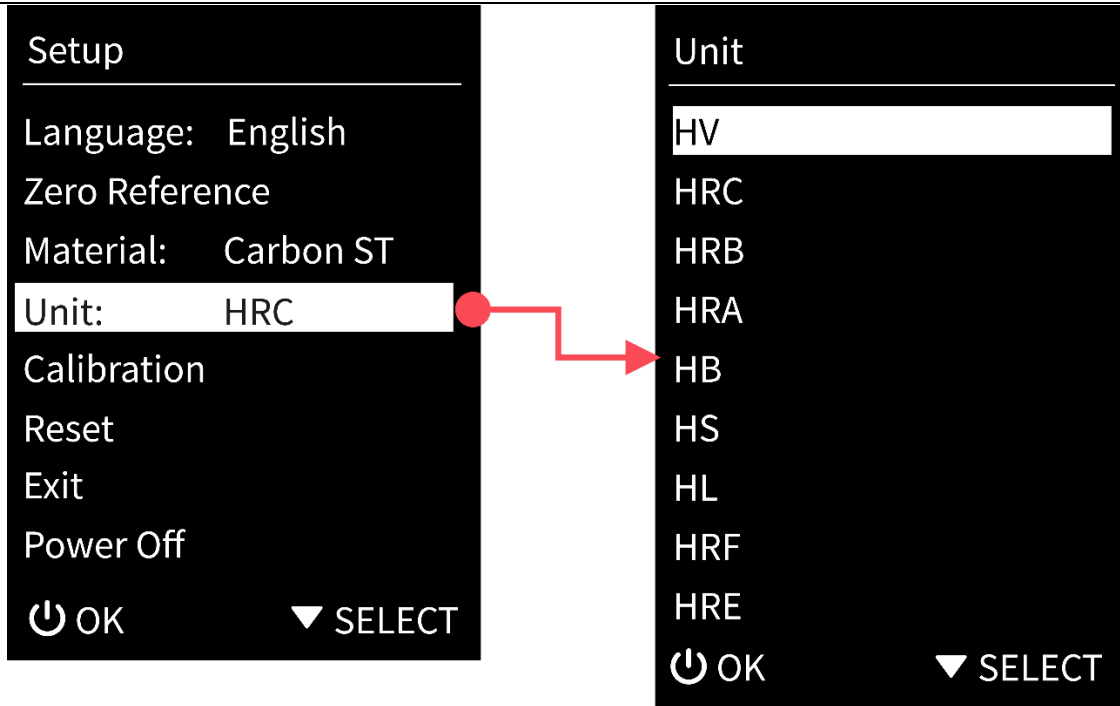 Setup
Language: English
Zero Reference
Material: Carbon ST
Unit: HRC
Calibration
Reset
Exit
Power Off
OK ▼ SELECT
Unit
HV
HRC
HRB
HRA
HB
HS
HL
HRF
HRE
OK ▼ SELECT